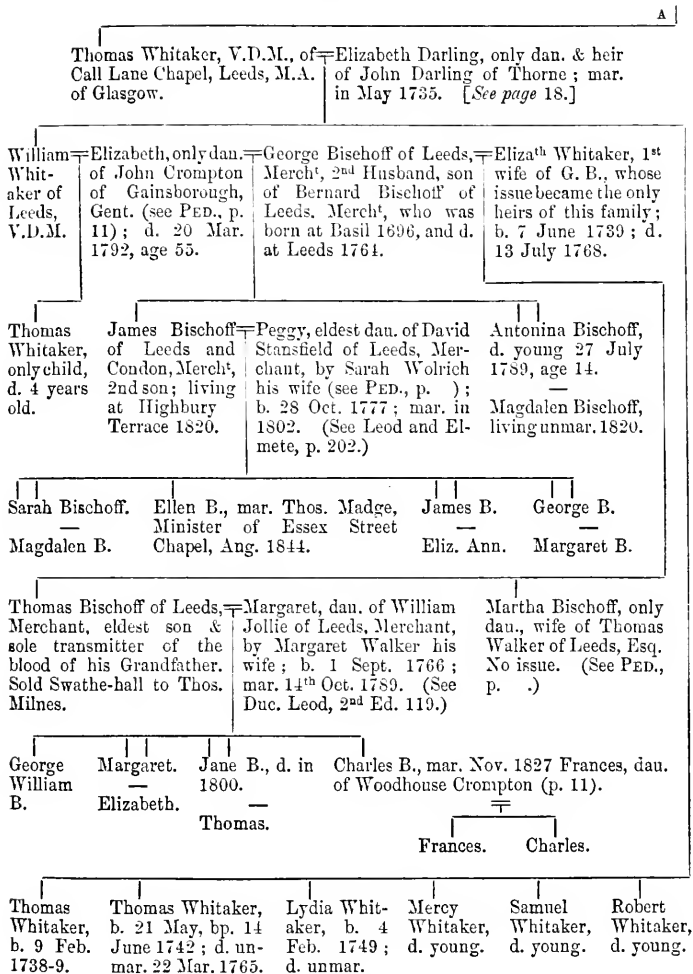 A
Thomas Whitaker, V.D.M., of
Call Lane Chapel, Leeds, M.A.
of Glasgow.
Elizabeth Darling, only dan. & heir
of John Darling of Thorne ; mar.
in May 1735. [See page 18.]
William
Whit-
aker of
Leeds,
V.D.M.
Elizabeth, only dau.
of John Crompton
of Gainsborough,
Gent. (see PED., p.
11) ; d. 20 Mar.
1792, age 55.
George Bischoff of Leeds,
Mercht, 2nd Husband, son
of Bernard Bischoff of
Leeds, Mercht, who was
born at Basil 1696, and d.
at Leeds 1764.
Elizath Whitaker, 1st
wife of G. B., whose
issue became the only
heirs of this family ;
b. 7 June 1739 ; d.
13 July 1768.
Thomas
Whitaker,
only child,
d. 4 years
old.
James Bischoff
of Leeds and
Condon, Mercht,
2nd son ; living
at Highbury
Terrace 1820.
Peggy, eldest dau. of David
Stansfield of Leeds, Mer-
chant, by Sarah Wolrich
his wife (see PED., p. ) ;
b. 28 Oct. 1777 ; mar. in
1802. (See Leod and El-
mete, p. 202.)
Antonina Bischoff,
d. young 27 July
1789, age 14.
—
Magdalen Bischoff,
living unmar. 1820.
Sarah Bischoff.
—
Magdalen B.
Ellen B., mar. Thos. Madge,
Minister of Essex Street
Chapel, Ang. 1844.
James B.
—
Eliz. Ann.
George B.
—
Margaret B.
Thomas Bischoff of Leeds,
Merchant, eldest son &
sole transmitter of the
blood of his Grandfather.
Sold Swathe-hall to Thos.
Milnes.
Margaret, dau. of William
Jollie of Leeds, Merchant,
by Margaret Walker his
wife ; b. 1 Sept. 1766 ;
mar. 14th Oct. 1789. (See
Duc. Leod, 2nd Ed. 119.)
Martha Bischoff, only
dau., wife of Thomas
Walker of Leeds, Esq.
No issue. (See PED.,
p. .)
George
William
B.
Margaret.
—
Elizabeth.
Jane B., d. in
1800.
—
Thomas.
Charles B., mar. Nov. 1827 Frances, dau.
of Woodhouse Crompton (p. 11).
Frances.
Charles.
Thomas
Whitaker,
b. 9 Feb.
1738-9.
Thomas Whitaker,
b. 21 May, bp. 14
June 1742 ; d. un-
mar. 22 Mar. 1765.
Lydia Whit-
aker, b. 4
Feb. 1749 ;
d. unmar.
Mercy
Whitaker,
d. young.
Samuel
Whitaker,
d. young.
Robert
Whitaker,
d. young.